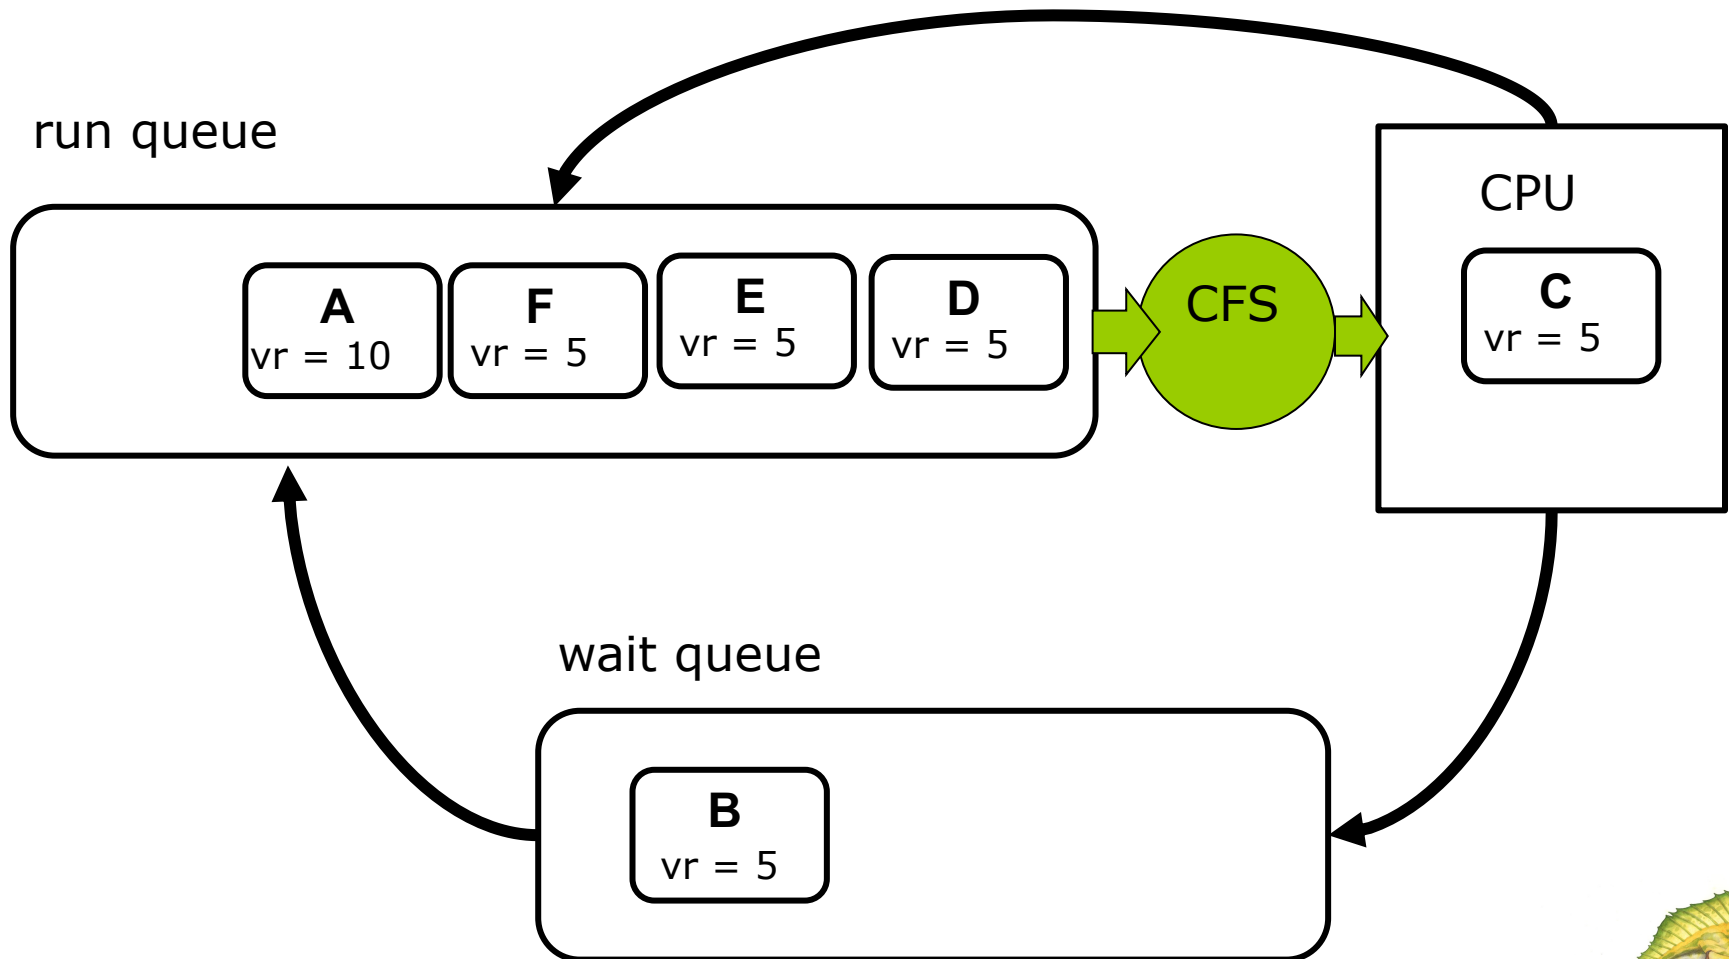 run queue
CPU
A
vr = 10
F
vr = 5
E
vr = 5
D
vr = 5
CFS
C
vr = 5
wait queue
B
vr = 5